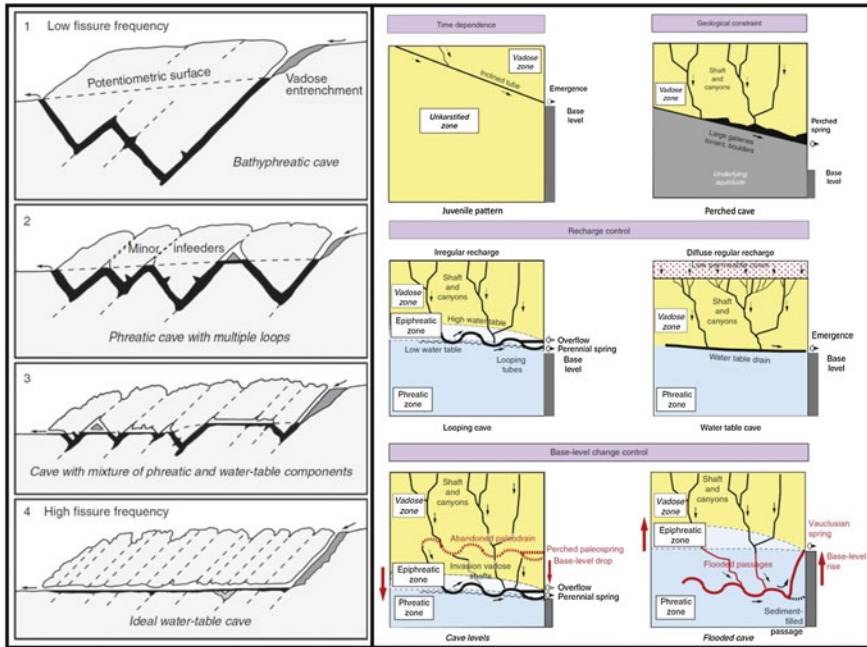 1 Low fissure frequency
Potentiometric surface
Vadose
entrenchment
Bathyphreatic cave
2
Minor infeeders
Phreatic cave with multiple loops
3
Cave with mixture of phreatic and water-table components
4 High fissure frequency
Ideal water-table cave
Time dependence
Vadose
zone
Inclined tube
Unkarstified
zone
Emergence
Base
level
Juvenile pattern
Geological constraint
Shaft
and
canyons
Vadose
zone
Large galleries
Underlying
aquiclude
Perched
spring
Base
level
Perched cave
Recharge control
Irregular recharge
Shaft
and
canyons
Vadose
zone
Epiphreatic
zone
High water table
Low water table
Looping
tubes
Phreatic
zone
Overflow
Perennial spring
Base
level
Looping cave
Diffuse regular recharge
Shaft
and
canyons
Vadose
zone
Water table drain
Phreatic
zone
Emergence
Base
level
Water table cave
Base-level change control
Shaft
and
canyons
Vadose
zone
Abandoned paleodrain
Perched paleospring
Base-level drop
Epiphreatic
zone
Invasion vadose
shafts
Phreatic
zone
Overflow
Perennial spring
Cave levels
Shaft
and
canyons
Vadose
zone
Epiphreatic
zone
Flooded passages
Vauclusian
spring
Base-level
rise
Phreatic
zone
Sediment-
filled
passage
Flooded cave